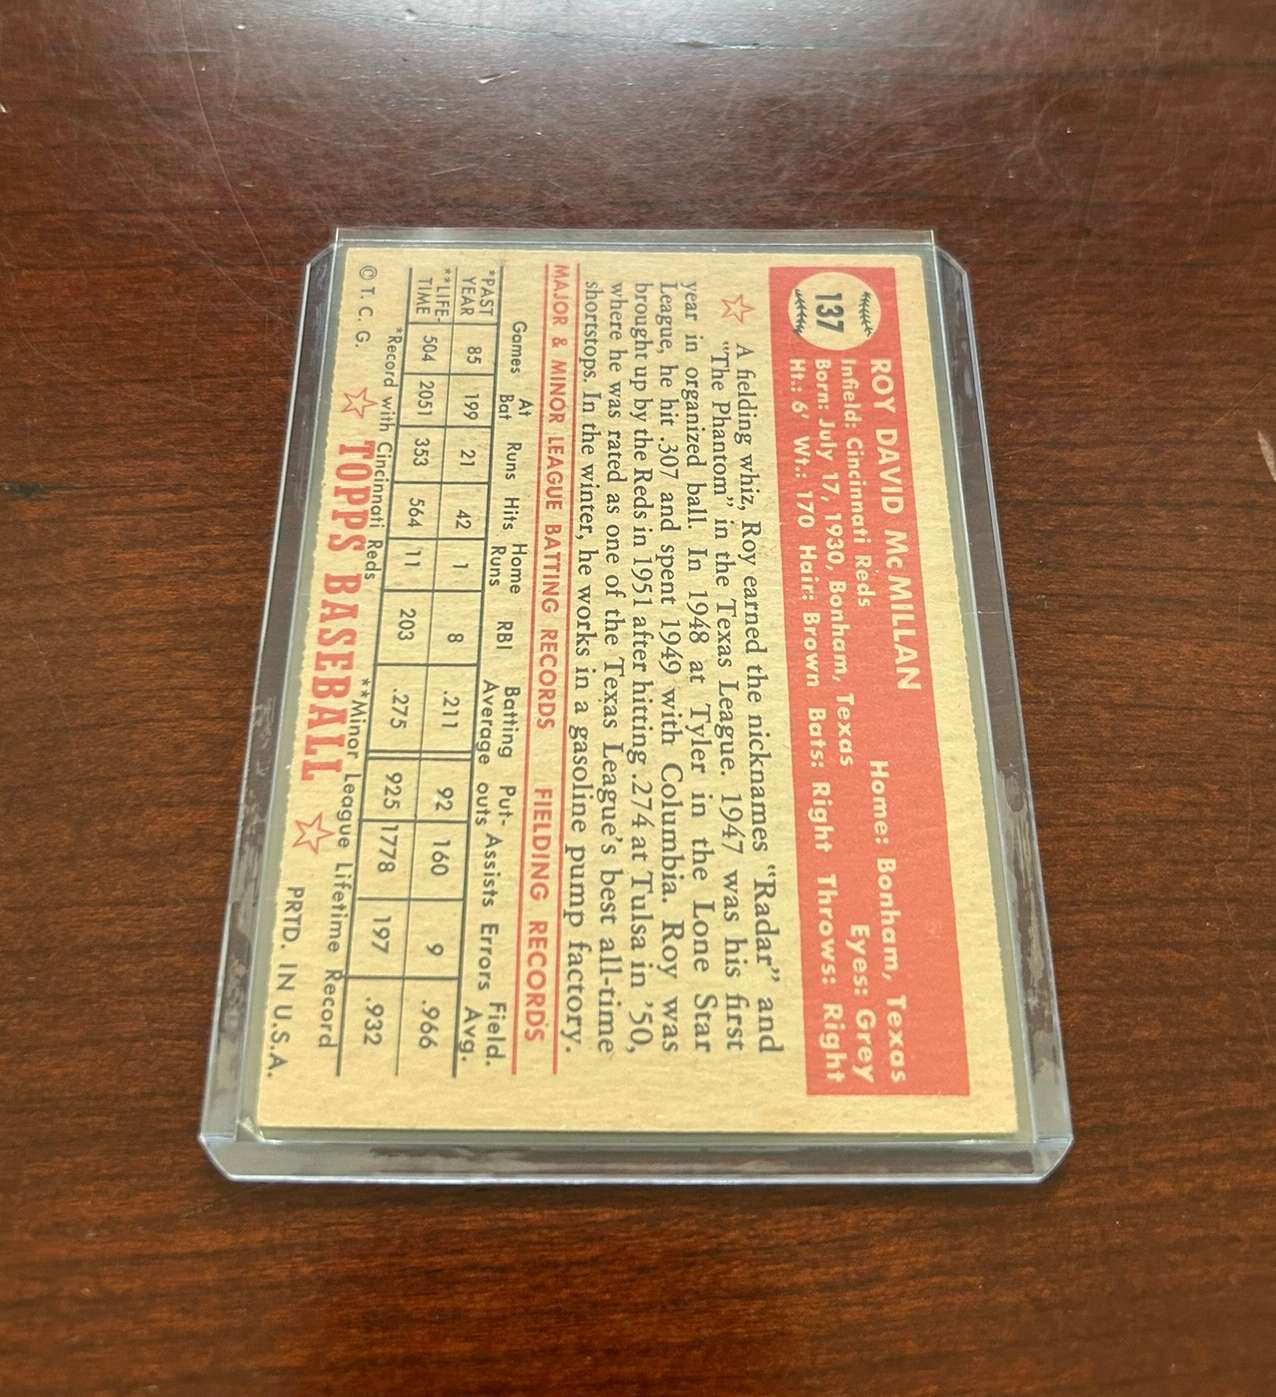 137
ROY DAVID McMILLAN
Infield: Cincinnati Reds Home: Bonham, Texas
Born: July 17, 1930, Bonham, Texas Eyes: Grey
Ht.: 6' Wt.: 170 Hair: Brown Bats: Right Throws: Right
A fielding whiz, Roy earned the nicknames "Radar" and
"The Phantom" in the Texas League. 1947 was his first
year in organized ball. In 1948 at Tyler in the Lone Star
League, he hit .307 and spent 1949 with Columbia. Roy was
brought up by the Reds in 1951 after hitting .274 at Tulsa in '50,
where he was rated as one of the Texas League's best all-time
shortstops. In the winter, he works in a gasoline pump factory.
MAJOR & MINOR LEAGUE BATTING RECORDS FIELDING RECORDS
Games At Bat Runs Hits Home Runs RBI Batting Average Put-outs Assists Errors Field. Avg.
*PAST YEAR 85 199 21 42 1 8 .211 92 160 9 .966
**LIFE-TIME 504 2051 353 564 11 203 .275 925 1778 197 .932
*Record with Cincinnati Reds **Minor League Lifetime Record
© T. C. G. TOPPS BASEBALL PRTD. IN U.S.A.